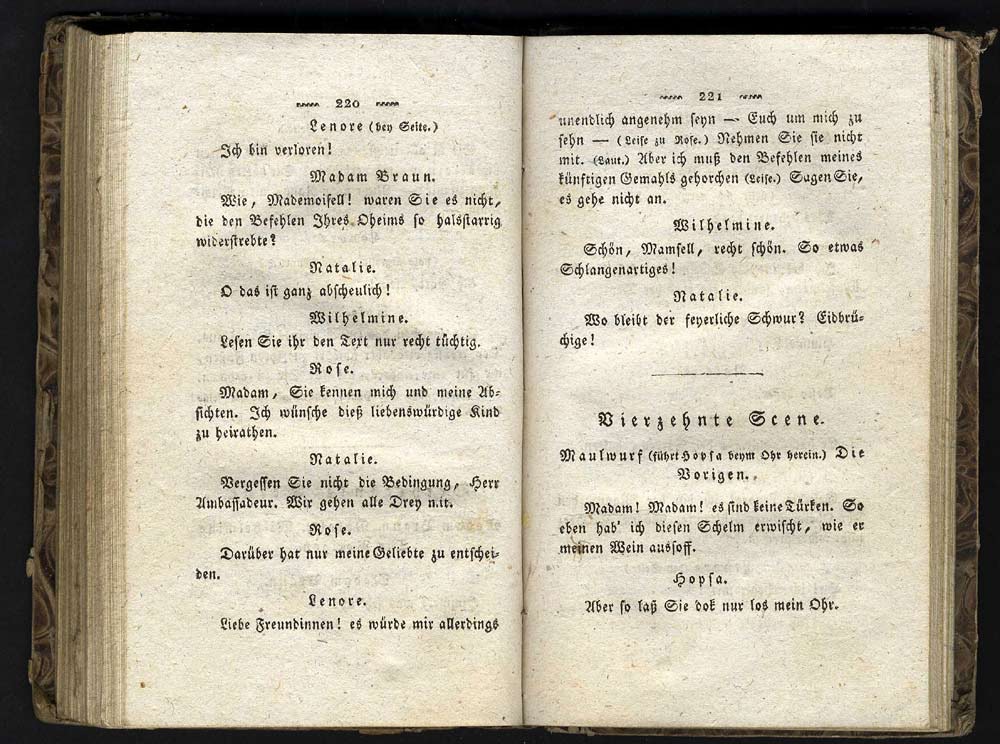 220
Lenore (bey Seite.)
Ich bin verloren!
Madam Braun.
Wie, Mademoisell! waren Sie es nicht,
die den Befehlen Ihres Oheims so halsstarrig
widerstrebte?
Natalie.
O das ist ganz abscheulich!
Wilhelmine.
Lesen Sie ihr den Text nur recht tüchtig.
Rose.
Madam, Sie kennen mich und meine Ab-
sichten. Ich wünsche dieß liebenswürdige Kind
zu heirathen.
Natalie.
Vergessen Sie nicht die Bedingung, Herr
Ambassadeur. Wir gehen alle Drey mit.
Rose.
Darüber hat nur meine Geliebte zu entschei-
den.
Lenore.
Liebe Freundinnen! es würde mir allerdings
221
unendlich angenehm seyn — Euch um mich zu
sehn — (Leise zu Rose.) Nehmen Sie sie nicht
mit. (Laut.) Aber ich muß den Befehlen meines
künftigen Gemahls gehorchen (Leise.) Sagen Sie,
es gehe nicht an.
Wilhelmine.
Schön, Mamsell, recht schön. So etwas
Schlangenartiges!
Natalie.
Wo bleibt der feyerliche Schwur? Eidbrü-
chige!
Vierzehnte Scene.
Maulwurf (führt Hopsa beym Ohr herein.) Die
Vorigen.
Madam! Madam! es sind keine Türken. So
eben hab' ich diesen Schelm erwischt, wie er
meinen Wein aussoff.
Hopsa.
Aber so laß Sie dok nur los mein Ohr.